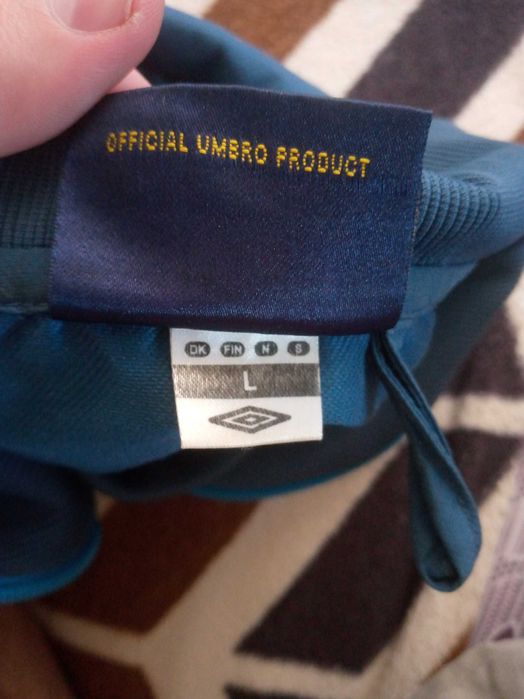 OFFICIAL UMBRO PRODUCT
DK FIN N S
L